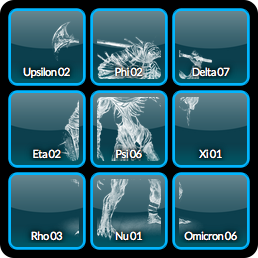 Upsilon 02
Phi 02
Delta 07
Eta 02
Psi 06
Xi 01
Rho 03
Nu 01
Omicron 06